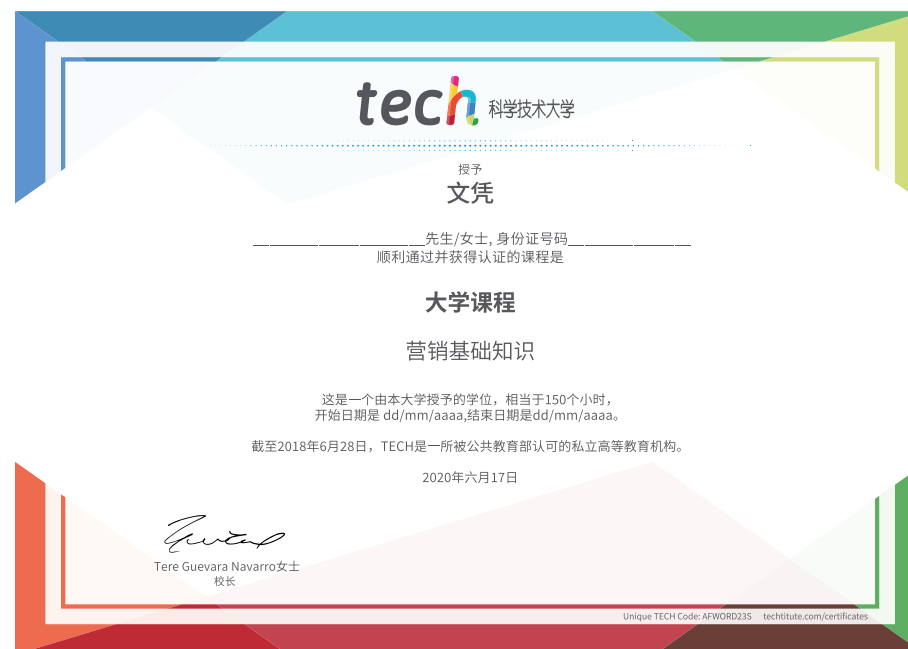 tech 科学技术大学
授予
文凭
______________________先生/女士, 身份证号码_______________
顺利通过并获得认证的课程是
大学课程
营销基础知识
这是一个由本大学授予的学位，相当于150个小时，
开始日期是 dd/mm/aaaa,结束日期是dd/mm/aaaa。
截至2018年6月28日，TECH是一所被公共教育部认可的私立高等教育机构。
2020年六月17日
Tere Guevara Navarro女士
校长
Unique TECH Code: AFWORD23S techtitute.com/certificates